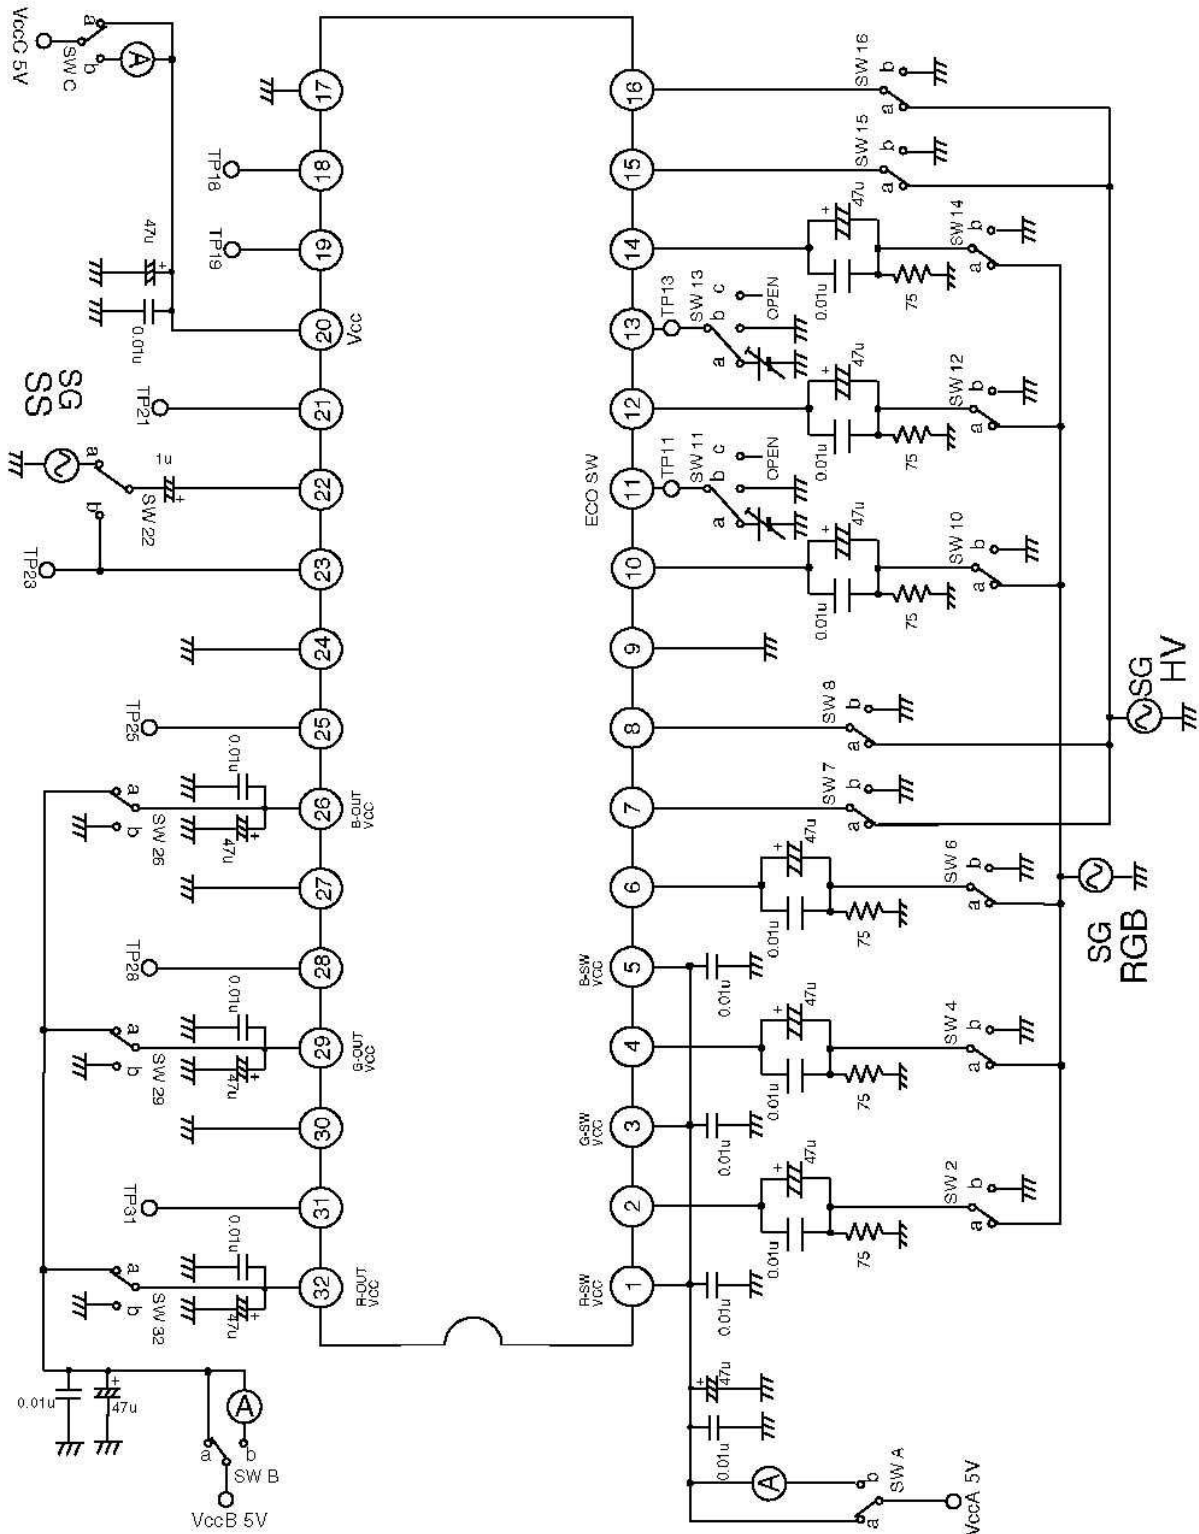 VccC 5V
a
SW C
b
A
17
18
TP18
19
TP19
47u
+
0.01u
20
Vcc
21
TP21
SG
SS
a
1u
+
SW 22
b
22
23
TP23
24
25
TP25
0.01u
26
B-OUT
VCC
a
b
SW 26
47u
+
27
28
TP28
0.01u
29
G-OUT
VCC
a
b
SW 29
47u
+
30
31
TP31
0.01u
32
R-OUT
VCC
a
b
SW 32
47u
+
0.01u
+
47u
A
a
b
SW B
VccB 5V
16
SW 16
b
a
15
SW 15
b
a
14
+
47u
0.01u
75
SW 14
b
a
13
TP13
SW 13
a
b
c
OPEN
12
+
47u
0.01u
75
SW 12
b
a
11
ECO SW
TP11
SW 11
a
b
c
OPEN
10
+
47u
0.01u
75
SW 10
b
a
9
8
SW 8
b
a
SG
HV
7
SW 7
b
a
6
+
47u
0.01u
75
SW 6
b
a
SG
RGB
5
B-SW
VCC
0.01u
4
+
47u
0.01u
75
SW 4
b
a
3
G-SW
VCC
0.01u
2
+
47u
0.01u
75
SW 2
b
a
1
R-SW
VCC
0.01u
+
47u
0.01u
A
b
a
SW A
VccA 5V